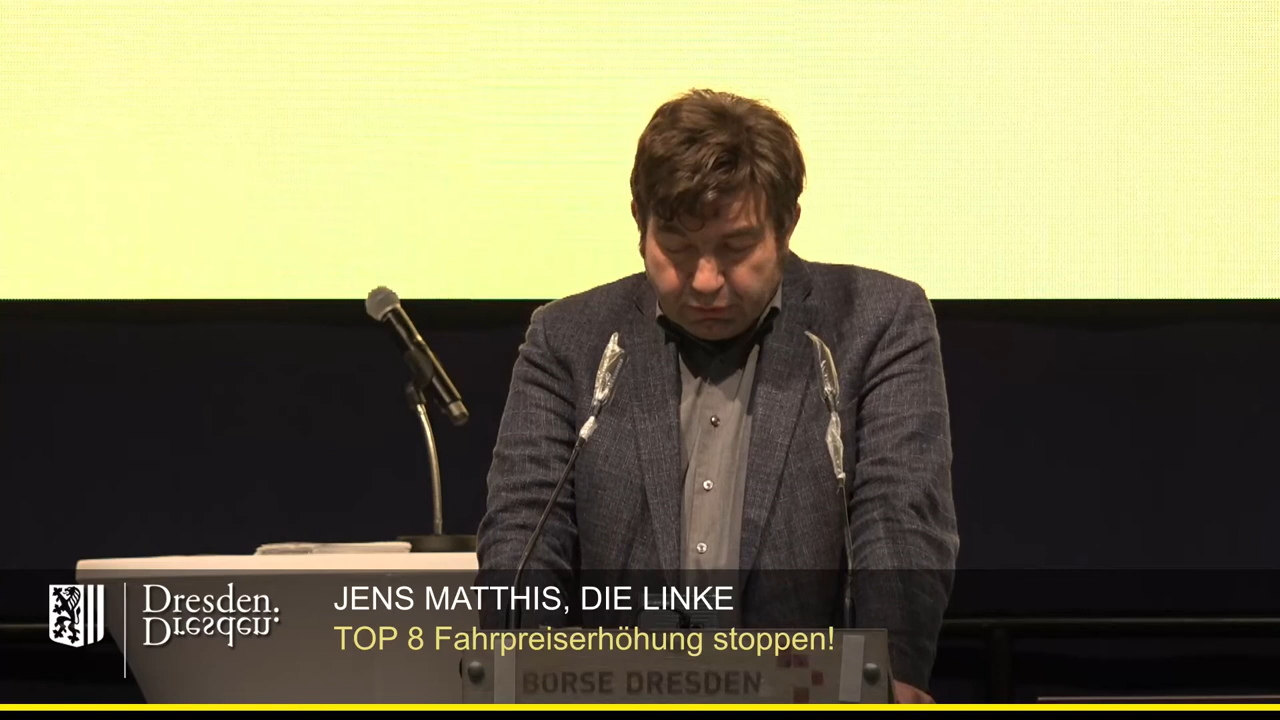 Dresden.
Dresden.
JENS MATTHIS, DIE LINKE
TOP 8 Fahrpreiserhöhung stoppen!
BÖRSE DRESDEN